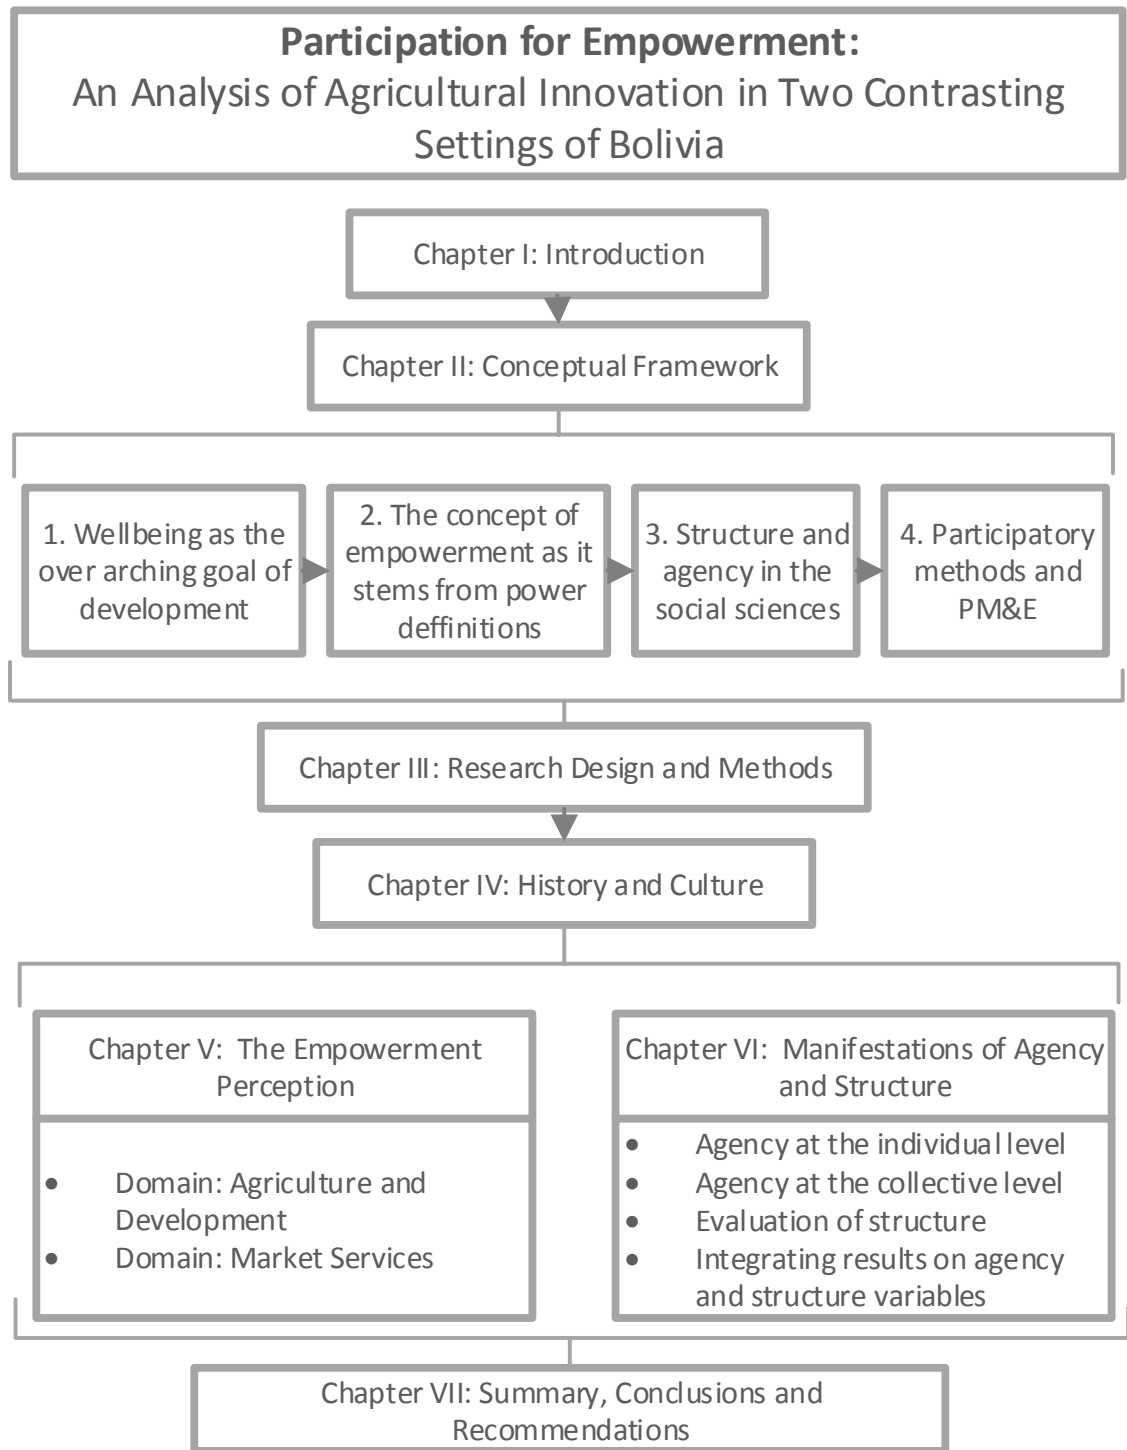 Participation for Empowerment:
An Analysis of Agricultural Innovation in Two Contrasting
Settings of Bolivia
Chapter I: Introduction
Chapter II: Conceptual Framework
1. Wellbeing as the
over arching goal of
development
2. The concept of
empowerment as it
stems from power
deffinitions
3. Structure and
agency in the
social sciences
4. Participatory
methods and
PM&E
Chapter III: Research Design and Methods
Chapter IV: History and Culture
Chapter V: The Empowerment
Perception
• Domain: Agriculture and
Development
• Domain: Market Services
Chapter VI: Manifestations of Agency
and Structure
• Agency at the individual level
• Agency at the collective level
• Evaluation of structure
• Integrating results on agency
and structure variables
Chapter VII: Summary, Conclusions and
Recommendations